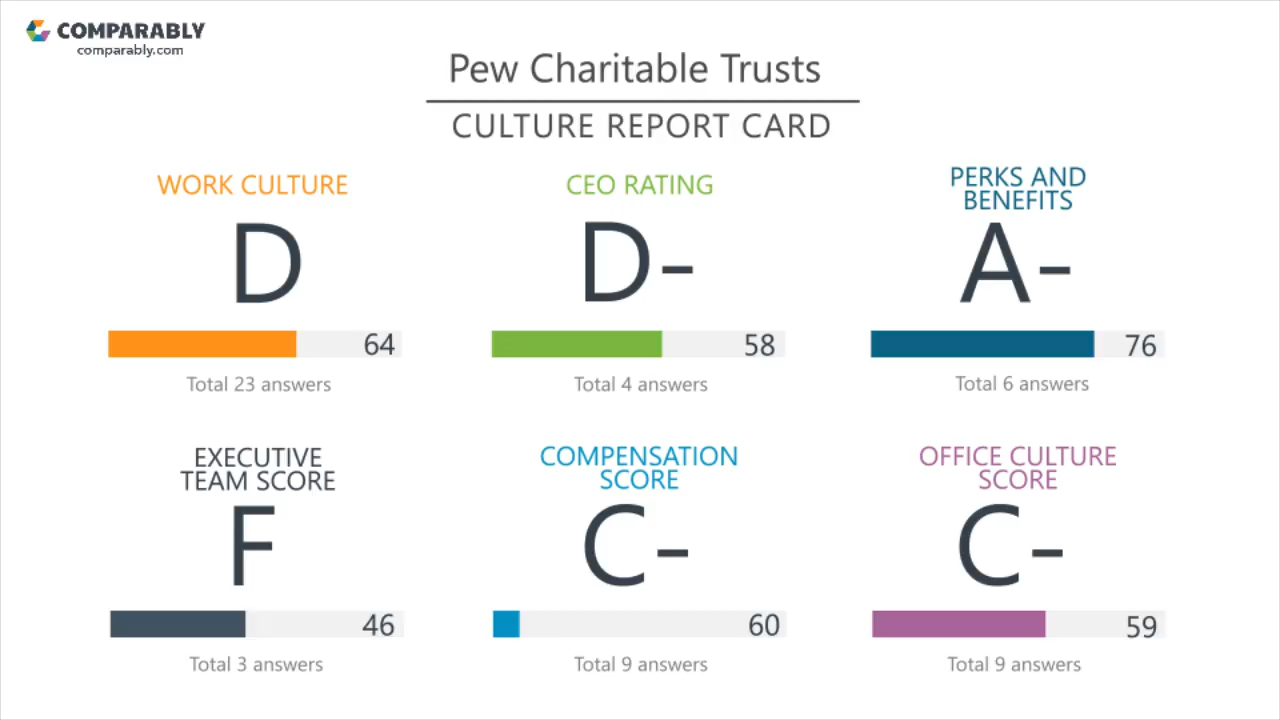 COMPARABLY
comparably.com
Pew Charitable Trusts
CULTURE REPORT CARD
WORK CULTURE
D
64
Total 23 answers
CEO RATING
D-
58
Total 4 answers
PERKS AND
BENEFITS
A-
76
Total 6 answers
EXECUTIVE
TEAM SCORE
F
46
Total 3 answers
COMPENSATION
SCORE
C-
60
Total 9 answers
OFFICE CULTURE
SCORE
C-
59
Total 9 answers